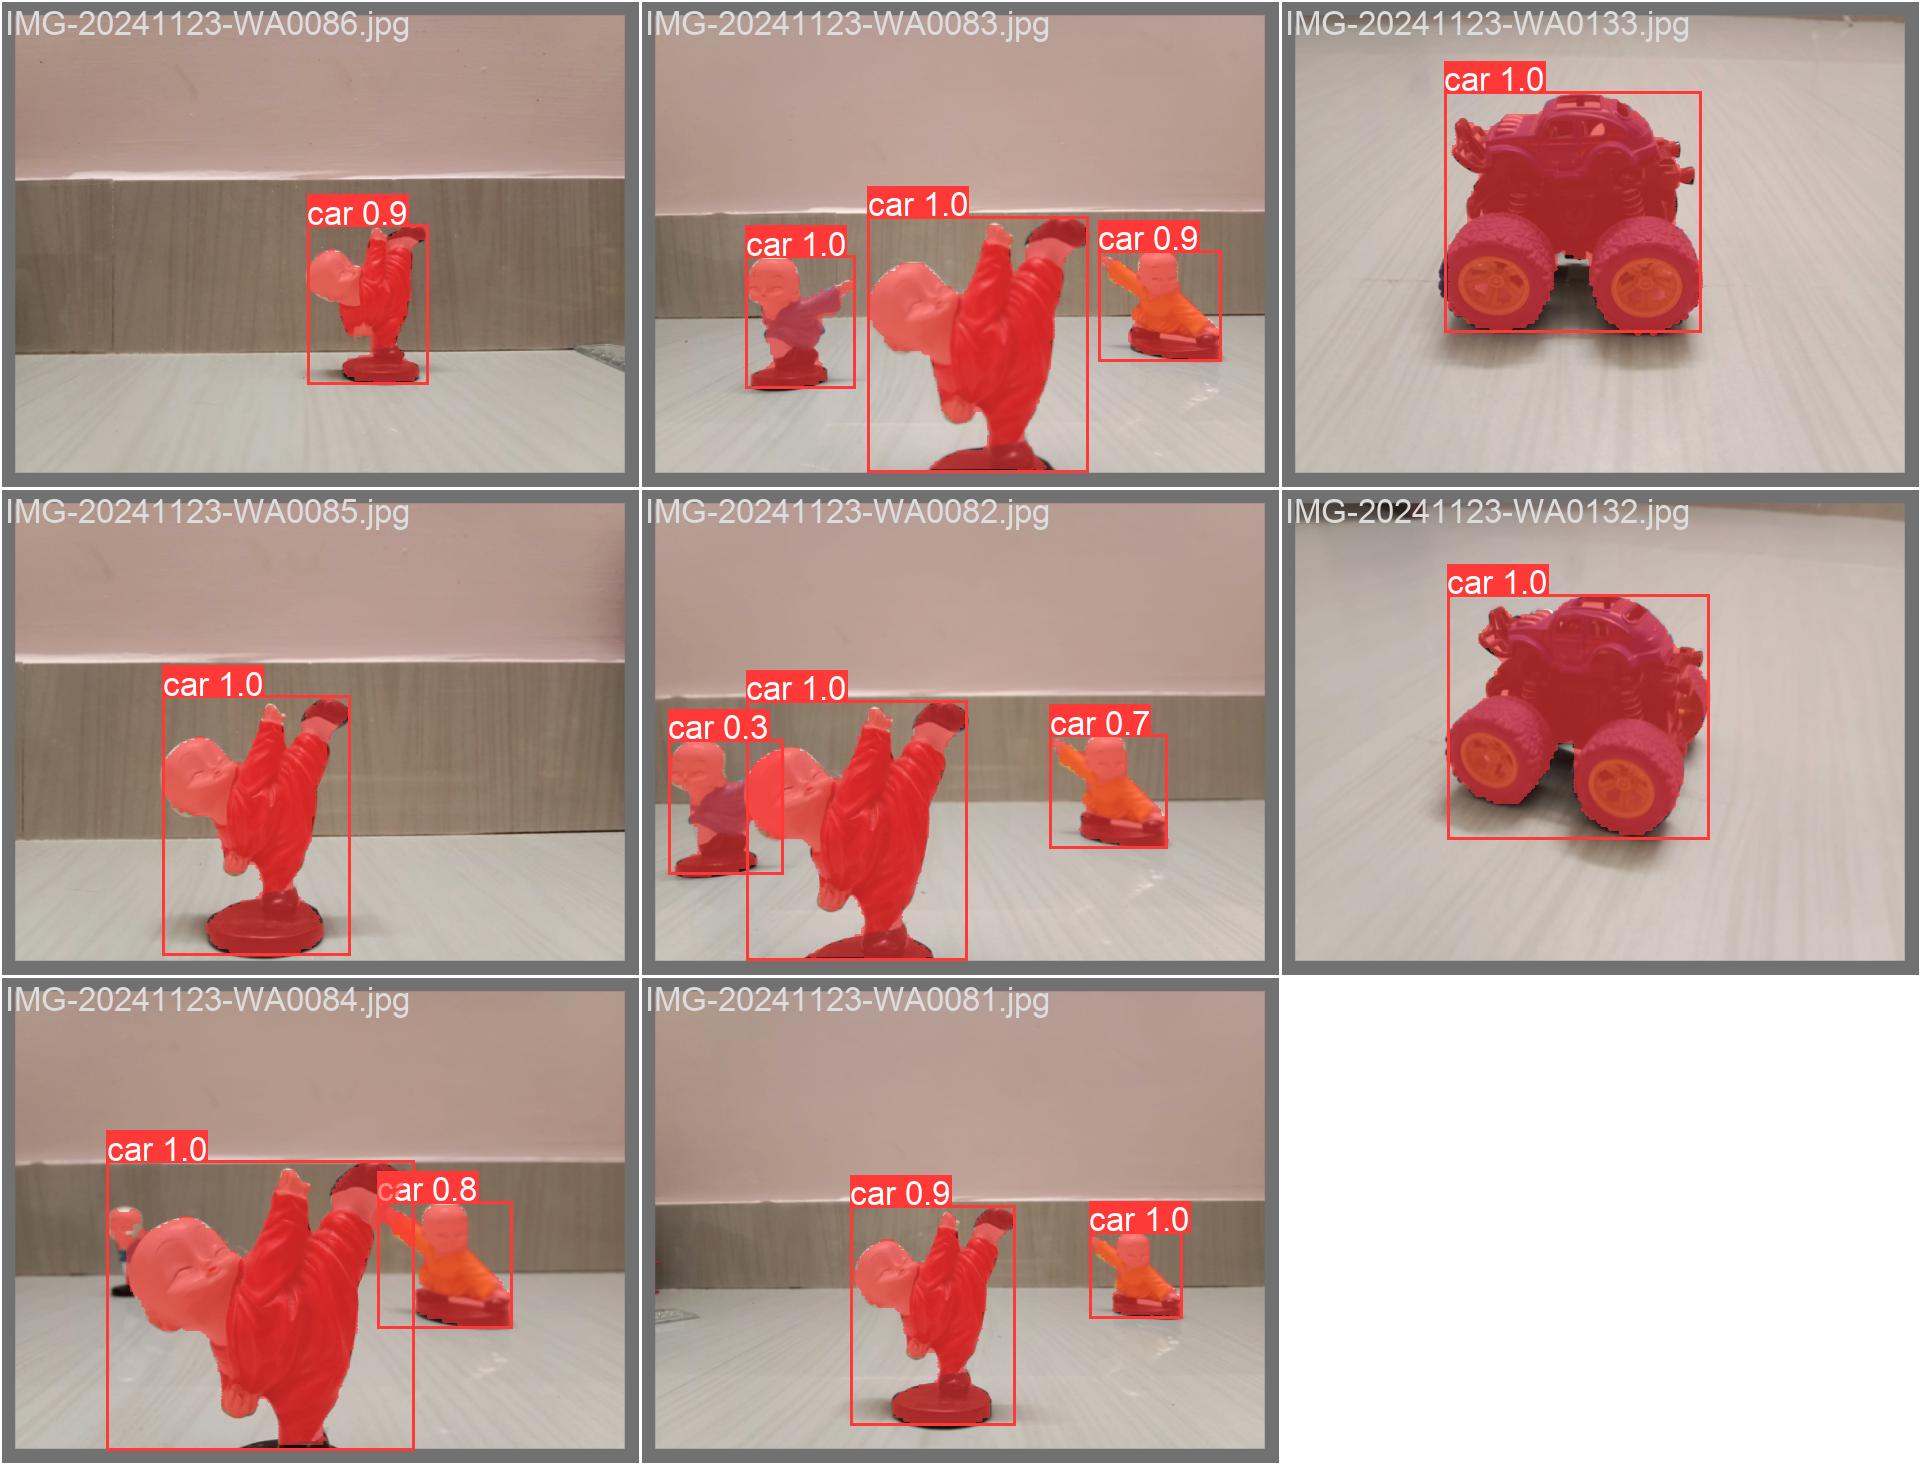 IMG-20241123-WA0086.jpg
car 0.9
IMG-20241123-WA0083.jpg
car 1.0
car 1.0
car 0.9
IMG-20241123-WA0133.jpg
car 1.0
IMG-20241123-WA0085.jpg
car 1.0
IMG-20241123-WA0082.jpg
car 1.0
car 0.3
car 0.7
IMG-20241123-WA0132.jpg
car 1.0
IMG-20241123-WA0084.jpg
car 1.0
car 0.8
IMG-20241123-WA0081.jpg
car 0.9
car 1.0